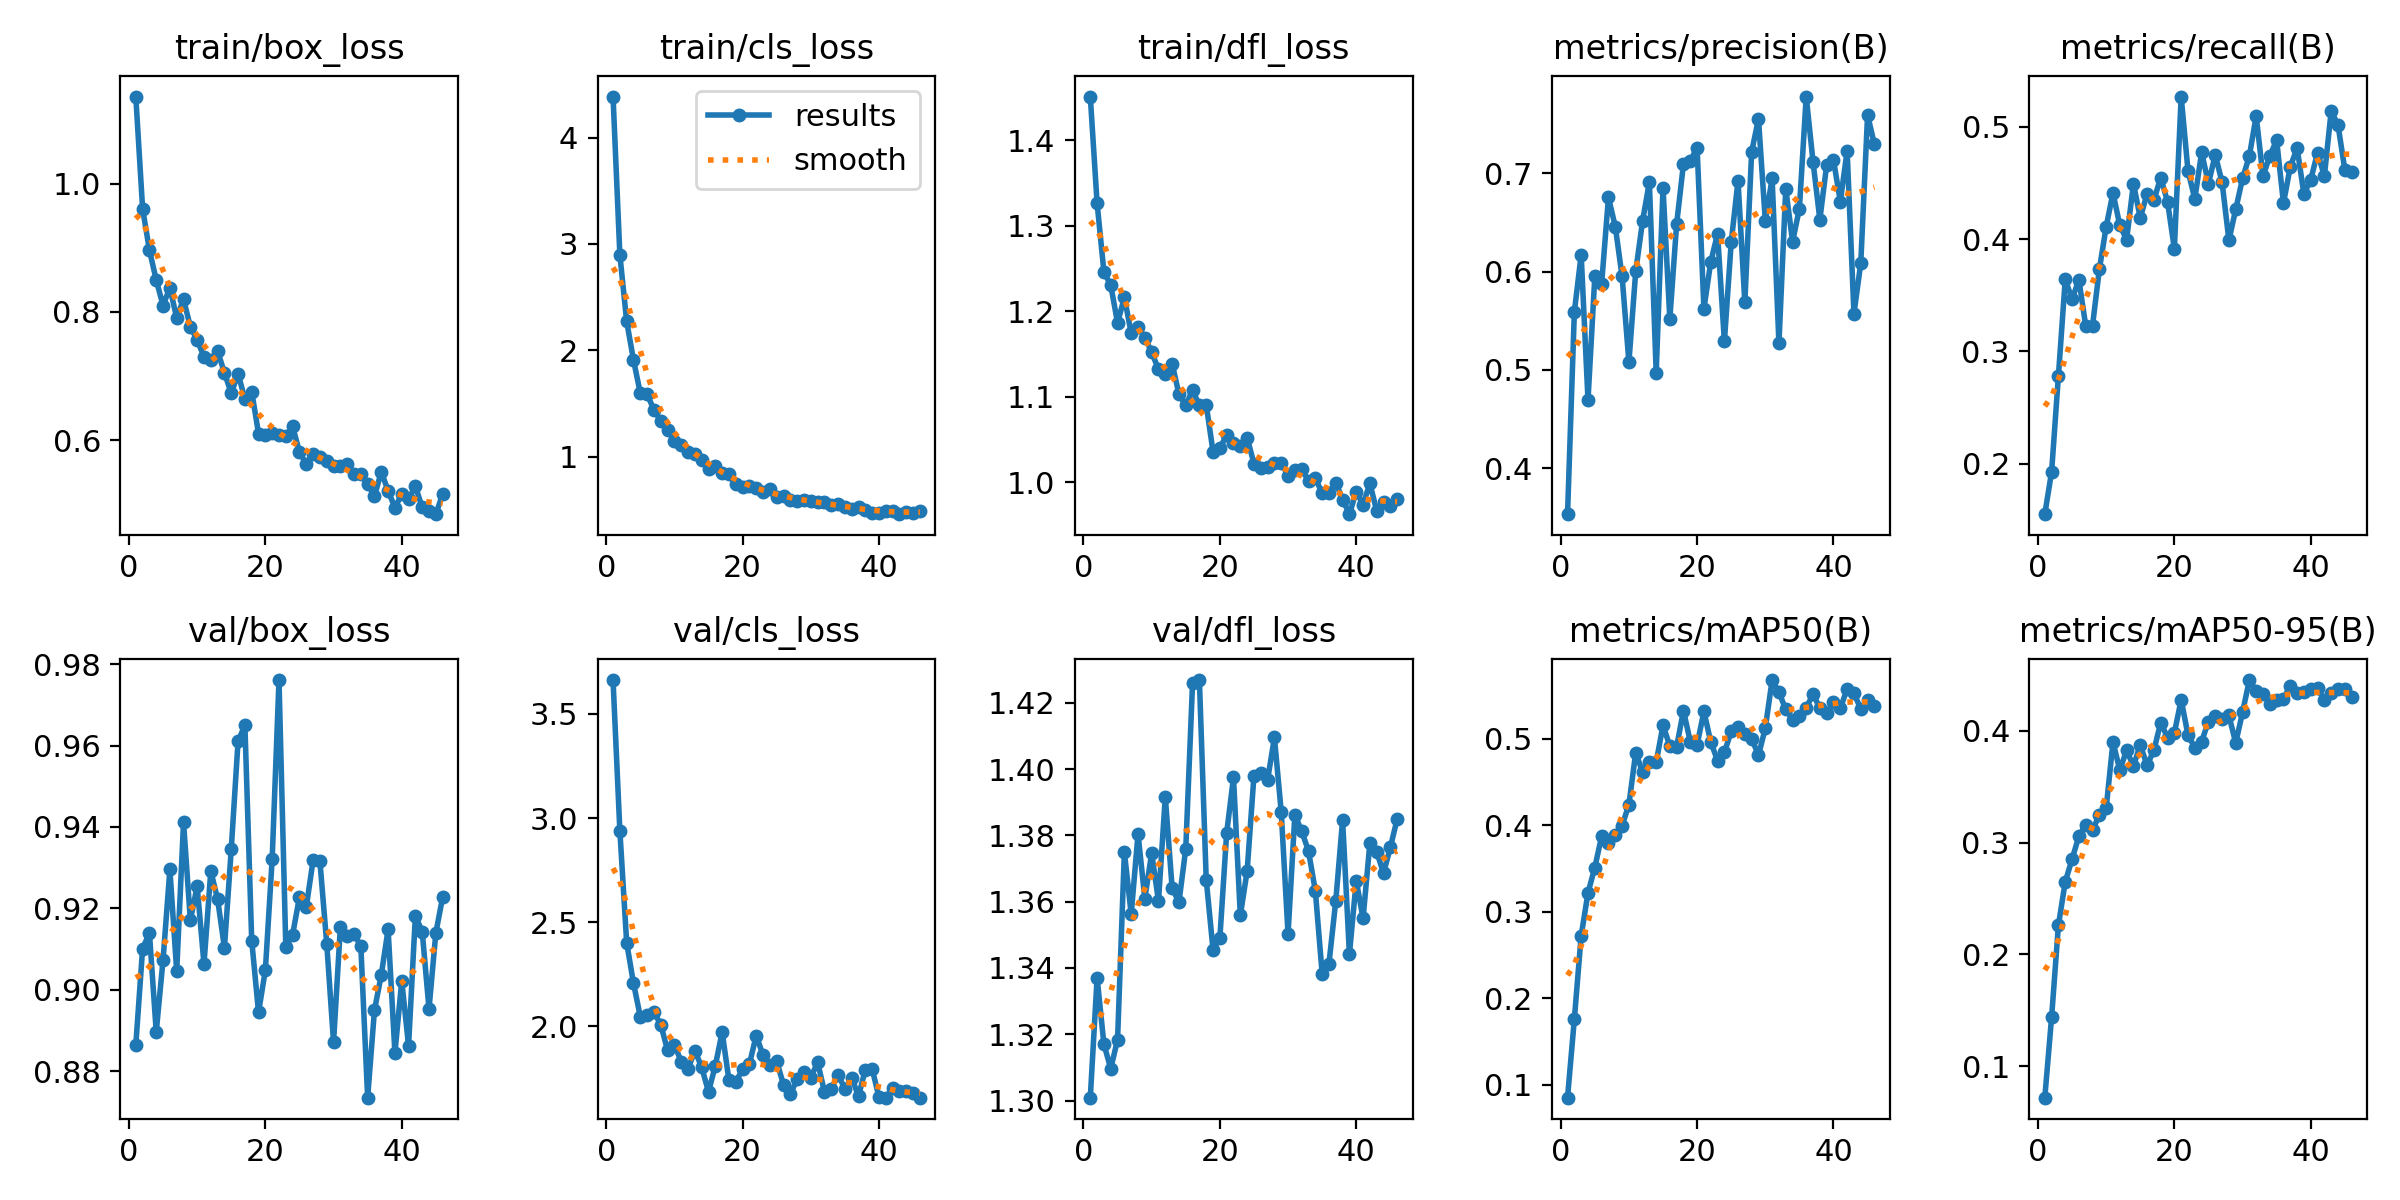 train/box_loss
1.0
0.8
0.6
0 20 40
train/cls_loss
results
smooth
4
3
2
1
0 20 40
train/dfl_loss
1.4
1.3
1.2
1.1
1.0
0 20 40
metrics/precision(B)
0.7
0.6
0.5
0.4
0 20 40
metrics/recall(B)
0.5
0.4
0.3
0.2
0 20 40
val/box_loss
0.98
0.96
0.94
0.92
0.90
0.88
0 20 40
val/cls_loss
3.5
3.0
2.5
2.0
0 20 40
val/dfl_loss
1.42
1.40
1.38
1.36
1.34
1.32
1.30
0 20 40
metrics/mAP50(B)
0.5
0.4
0.3
0.2
0.1
0 20 40
metrics/mAP50-95(B)
0.4
0.3
0.2
0.1
0 20 40